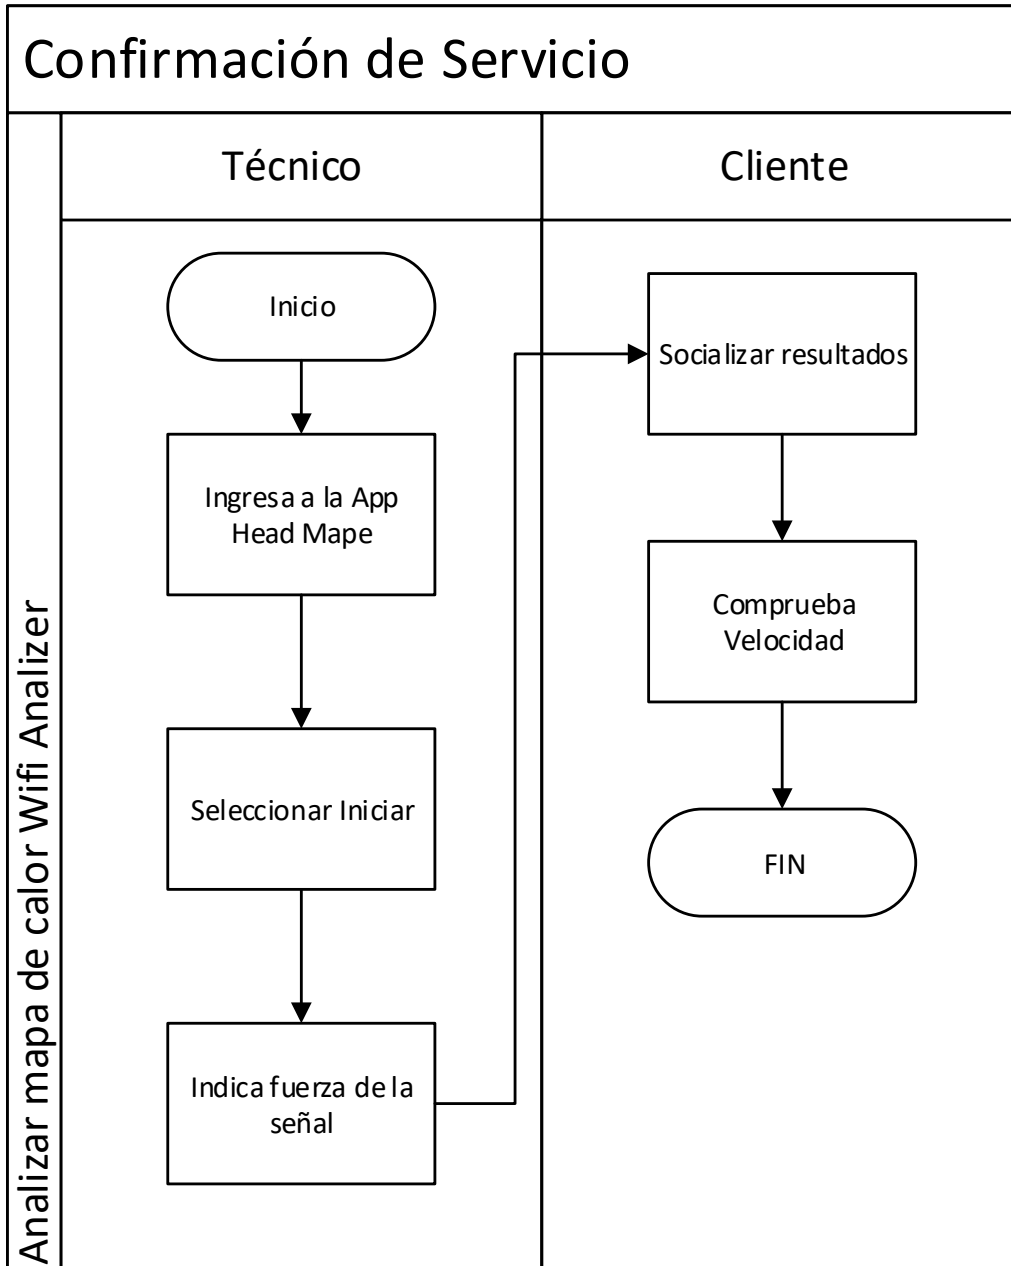 Confirmación de Servicio
Analizar mapa de calor Wifi Analizer
Técnico
Cliente
Inicio
Ingresa a la App
Head Mape
Seleccionar Iniciar
Indica fuerza de la
señal
Socializar resultados
Comprueba
Velocidad
FIN